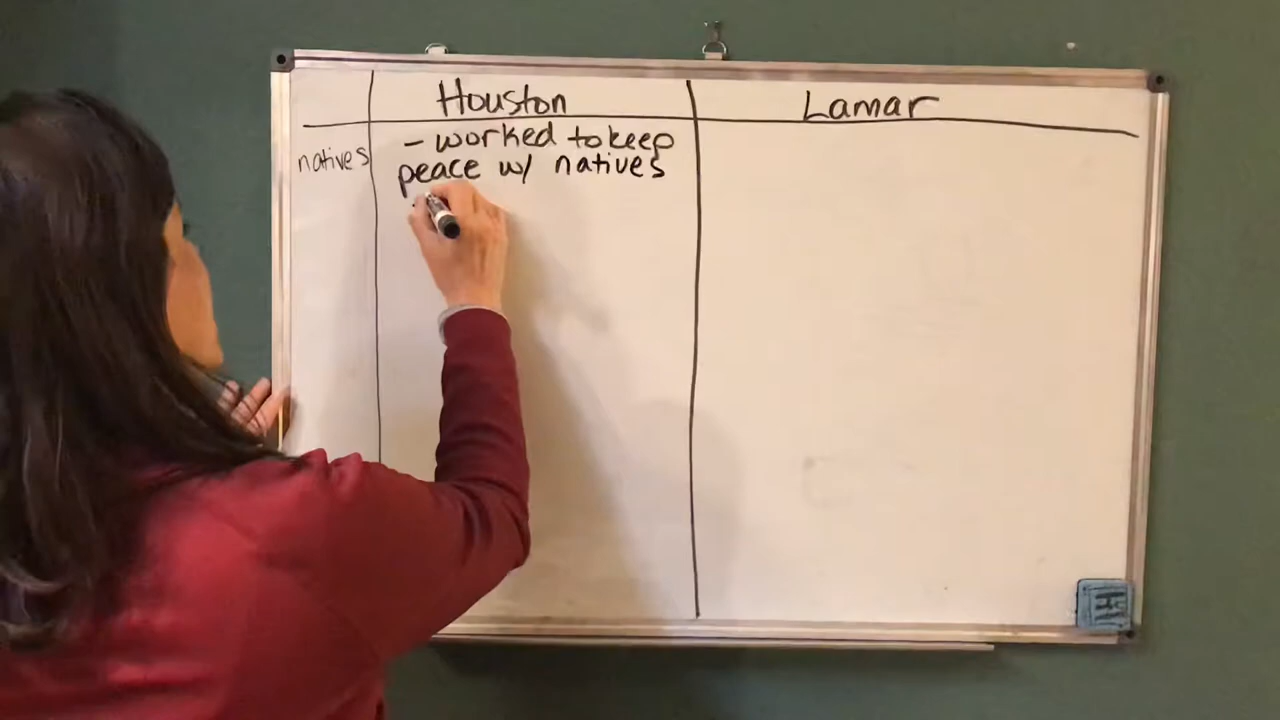 Houston
Lamar
natives
- worked to keep
peace w/ natives